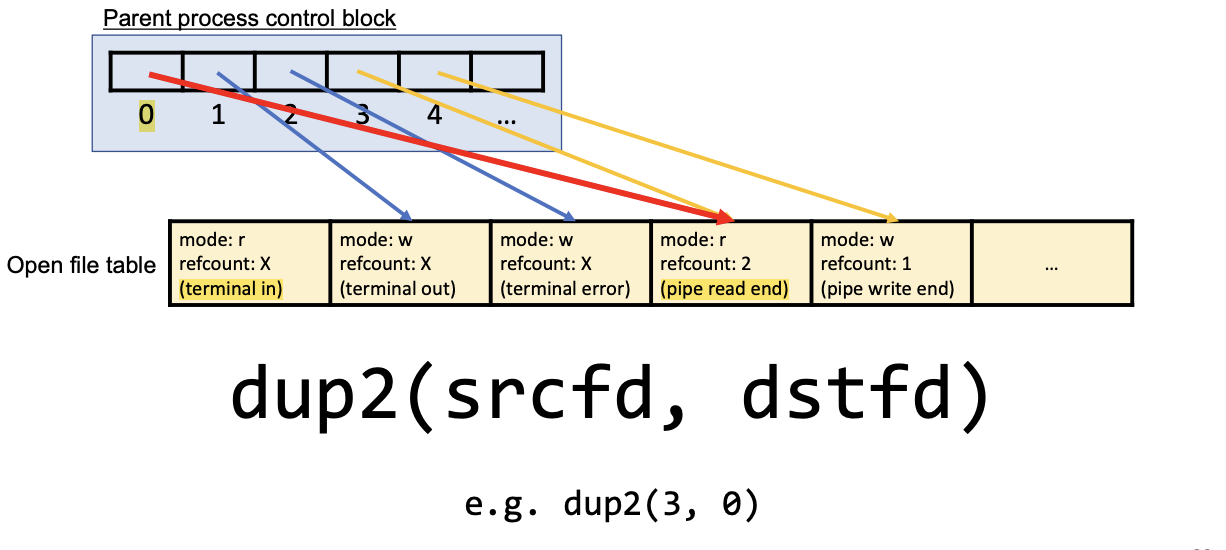 Parent process control block
0 1 2 3 4 ...
Open file table
mode: r
refcount: X
(terminal in)
mode: w
refcount: X
(terminal out)
mode: w
refcount: X
(terminal error)
mode: r
refcount: 2
(pipe read end)
mode: w
refcount: 1
(pipe write end)
...
dup2(srcfd, dstfd)
e.g. dup2(3, 0)